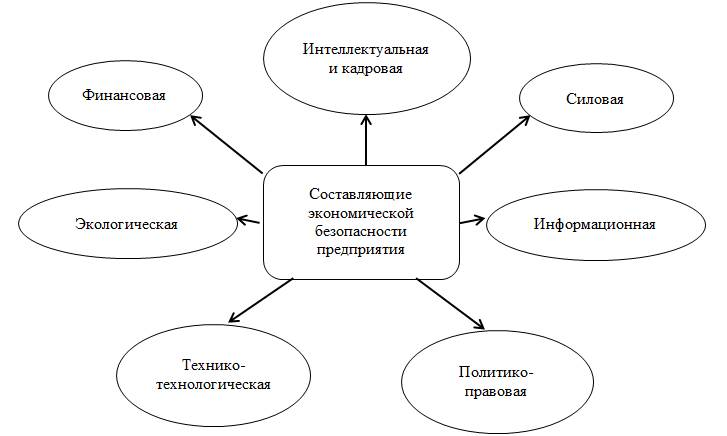 Интеллектуальная
и кадровая
Финансовая
Силовая
Составляющие
экономической
безопасности
предприятия
Экологическая
Информационная
Технико-
технологическая
Политико-
правовая